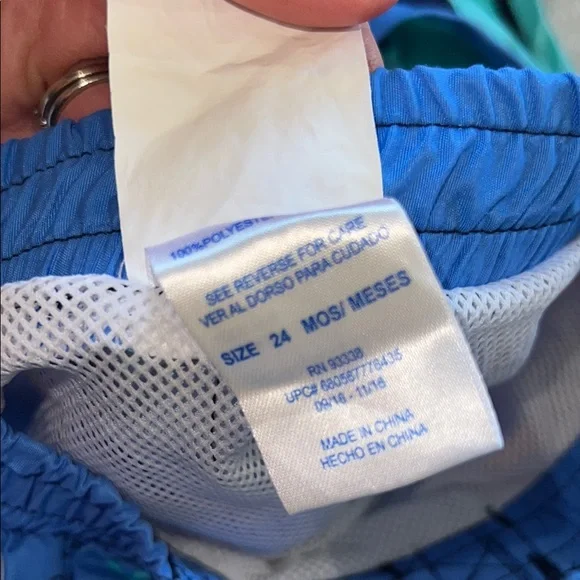 100% POLYESTER
SEE REVERSE FOR CARE
VER AL DORSO PARA CUIDADO
SIZE 24 MOS/ MESES
RN 93338
UPC# 680567776435
09/16 - 11/16
MADE IN CHINA
HECHO EN CHINA